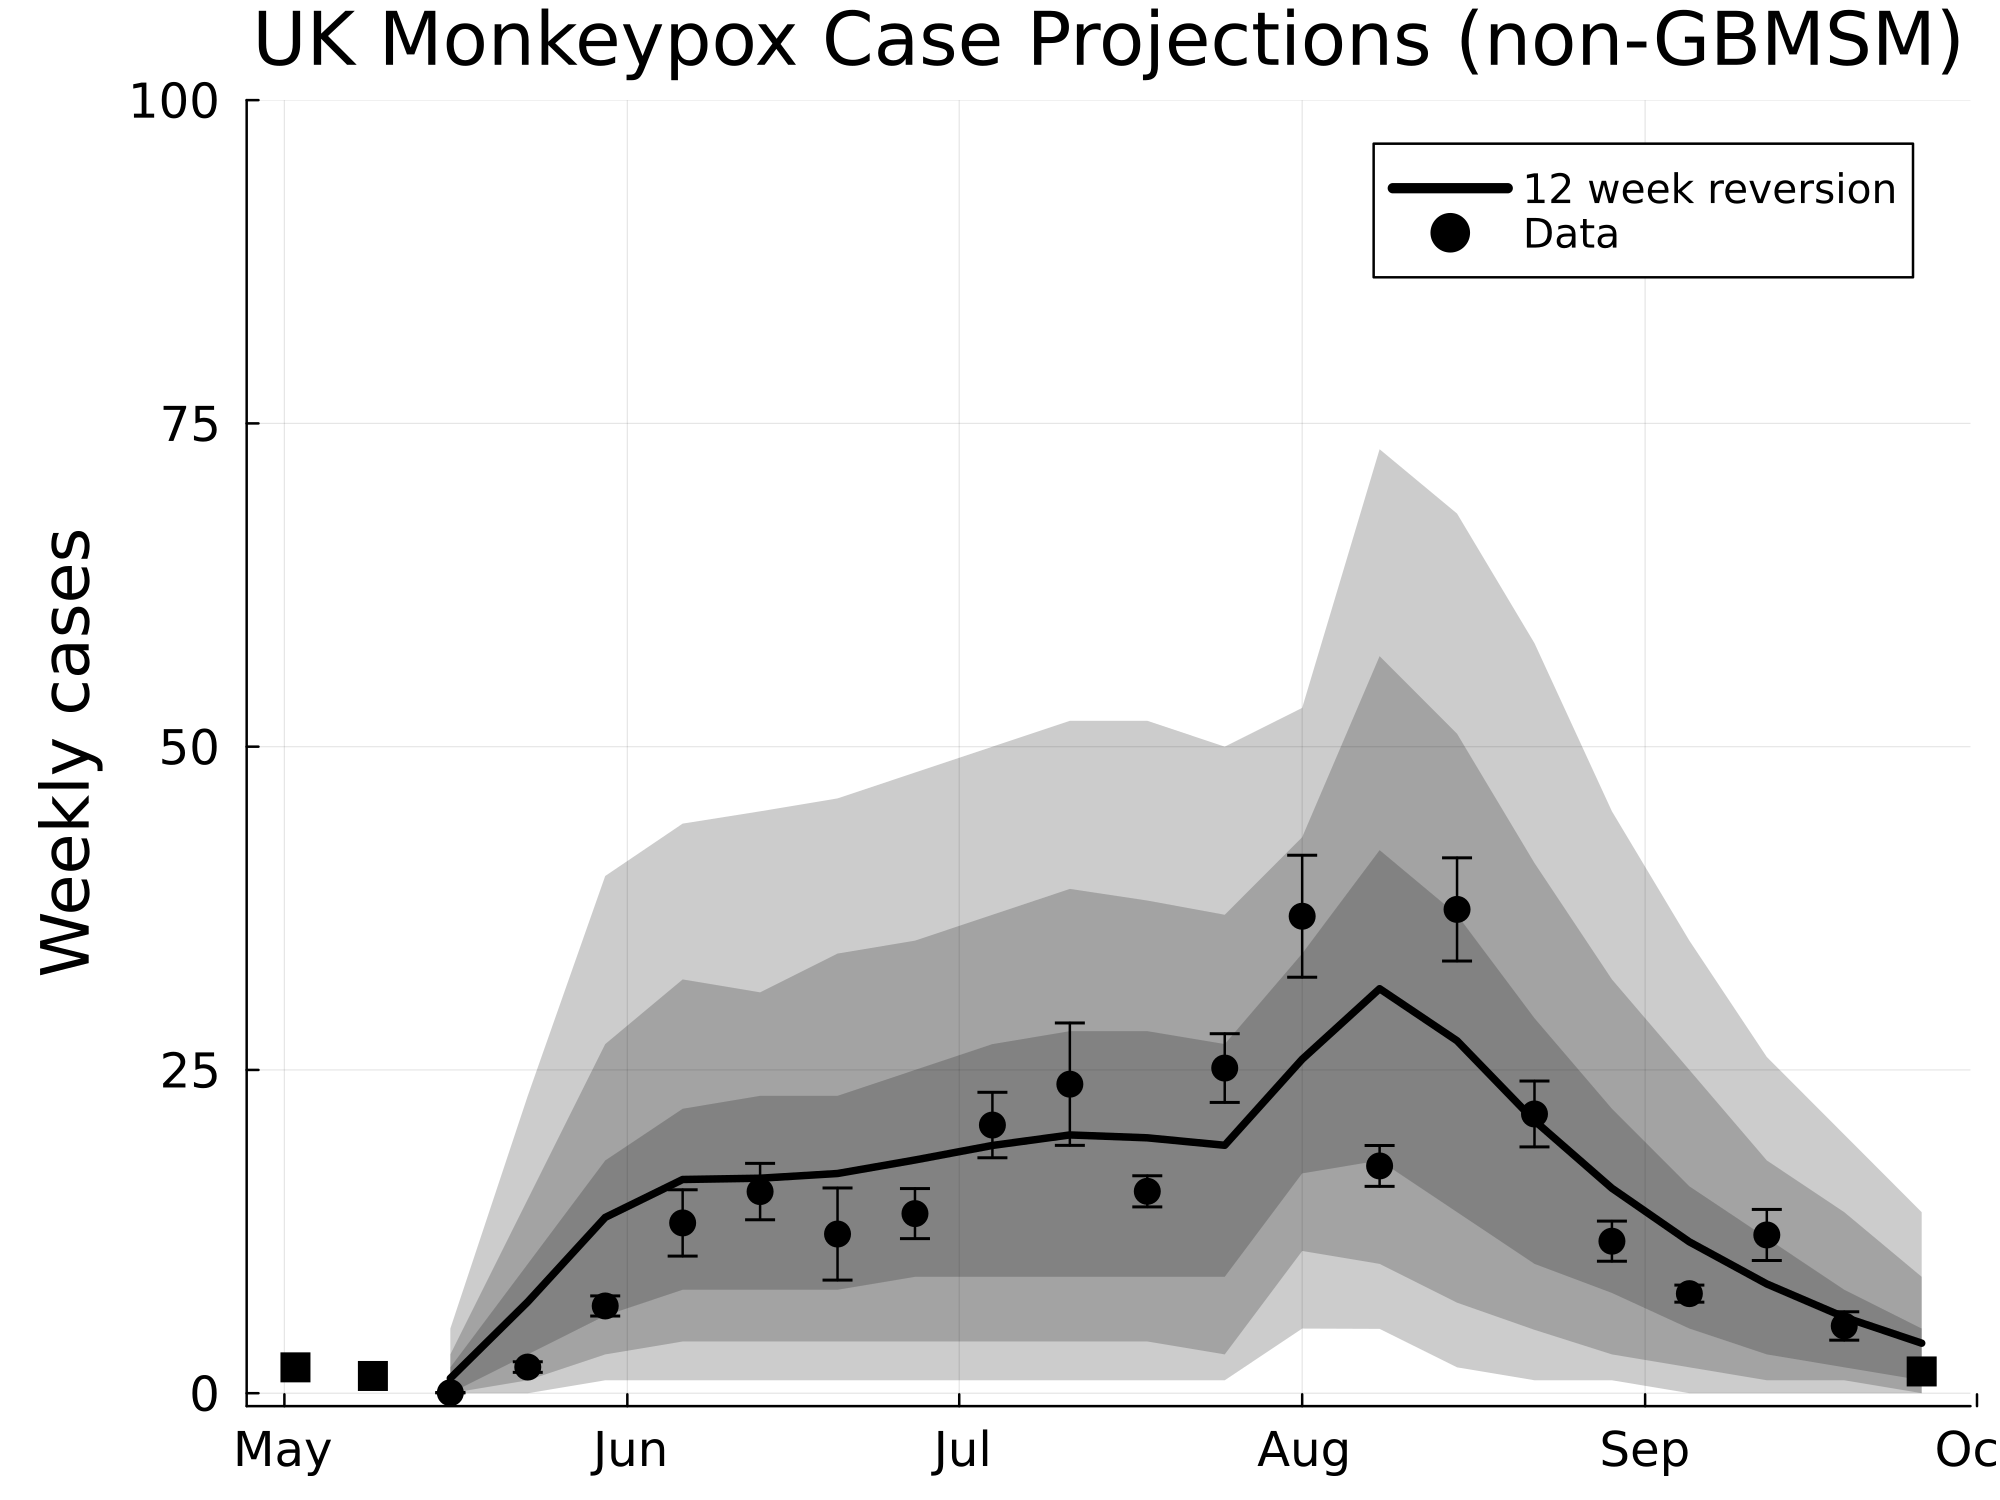 UK Monkeypox Case Projections (non-GBMSM)
100
75
50
25
0
Weekly cases
12 week reversion
Data
May
Jun
Jul
Aug
Sep
Oc